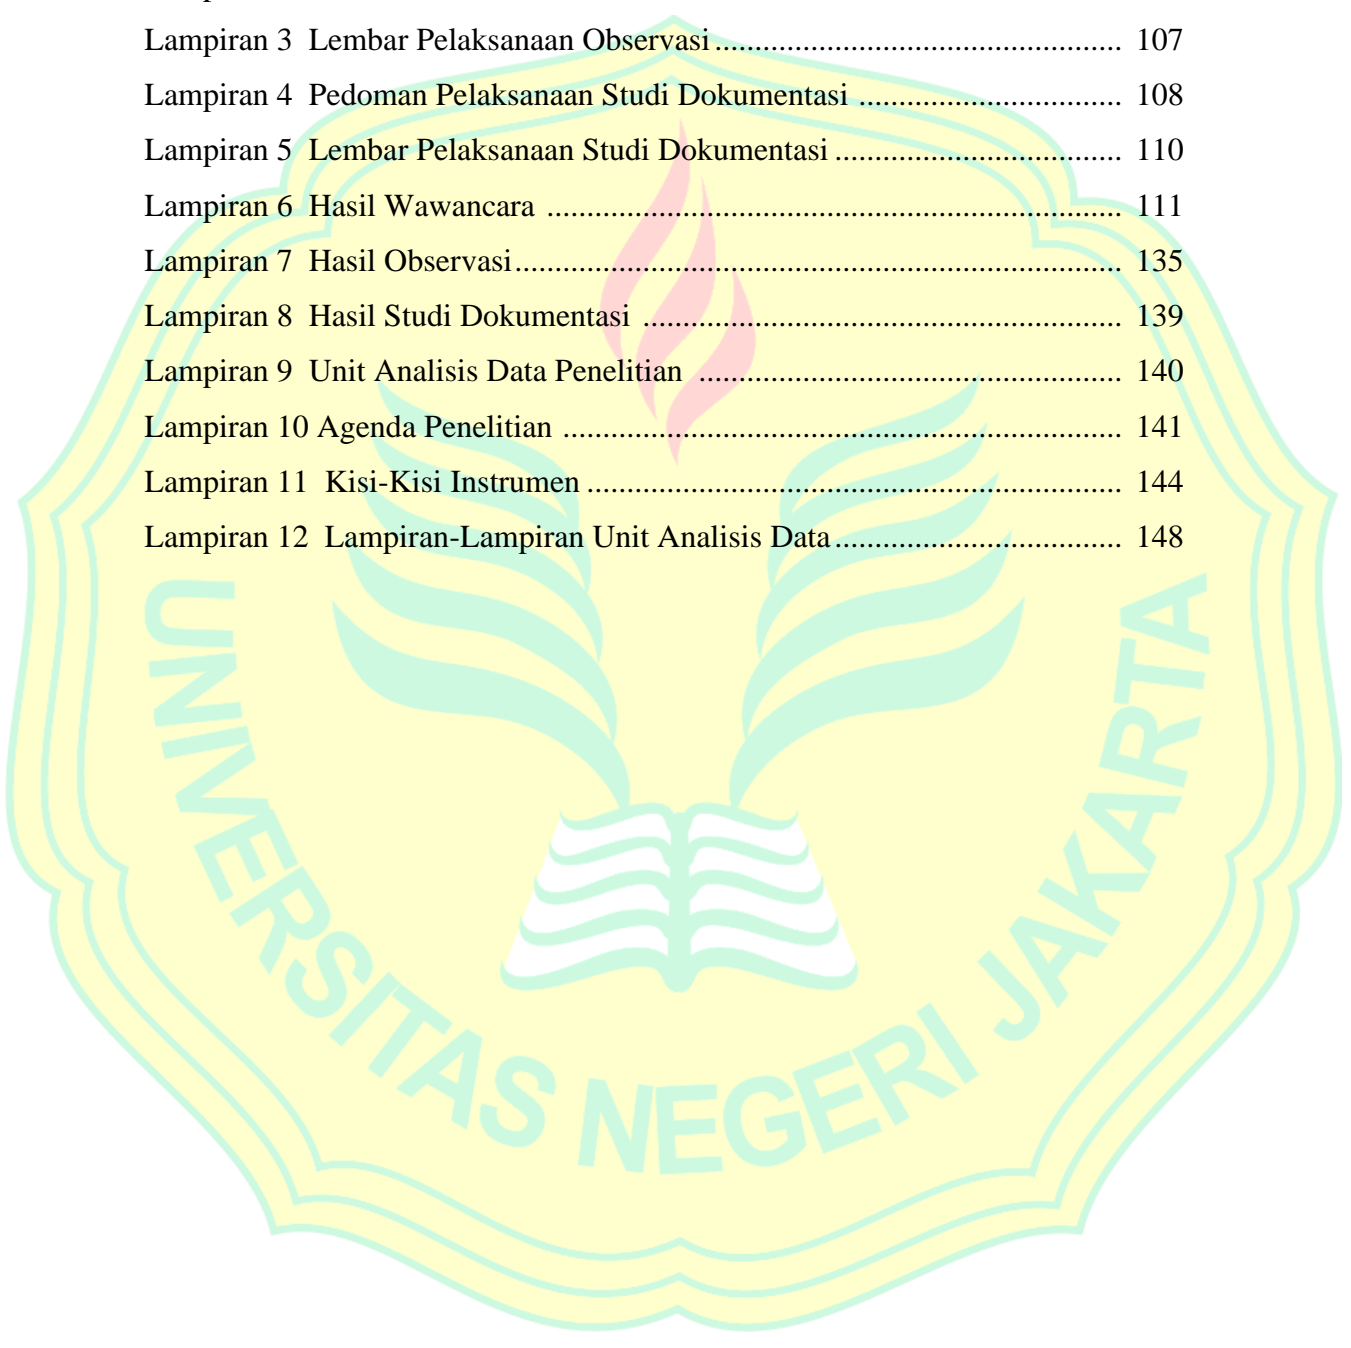 Lampiran 3  Lembar Pelaksanaan Observasi .................................................. 107
Lampiran 4  Pedoman Pelaksanaan Studi Dokumentasi ................................ 108
Lampiran 5  Lembar Pelaksanaan Studi Dokumentasi ................................... 110
Lampiran 6  Hasil Wawancara ...................................................................... 111
Lampiran 7  Hasil Observasi .......................................................................... 135
Lampiran 8  Hasil Studi Dokumentasi .......................................................... 139
Lampiran 9  Unit Analisis Data Penelitian ................................................... 140
Lampiran 10 Agenda Penelitian .................................................................... 141
Lampiran 11  Kisi-Kisi Instrumen ................................................................. 144
Lampiran 12  Lampiran-Lampiran Unit Analisis Data ................................... 148
UNIVERSITAS NEGERI JAKARTA